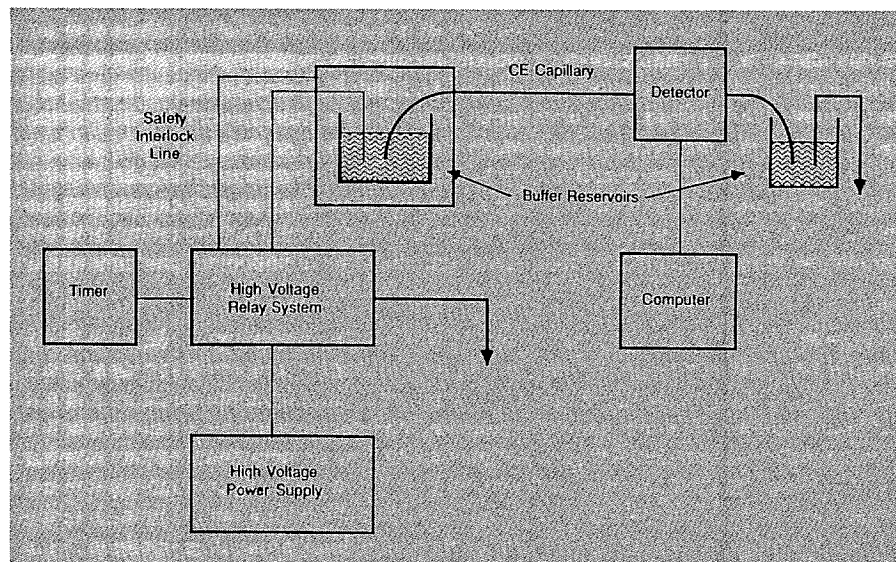 CE Capillary
Detector
Safety
Interlock
Line
Buffer Reservoirs
Timer
High Voltage
Relay System
Computer
High Voltage
Power Supply